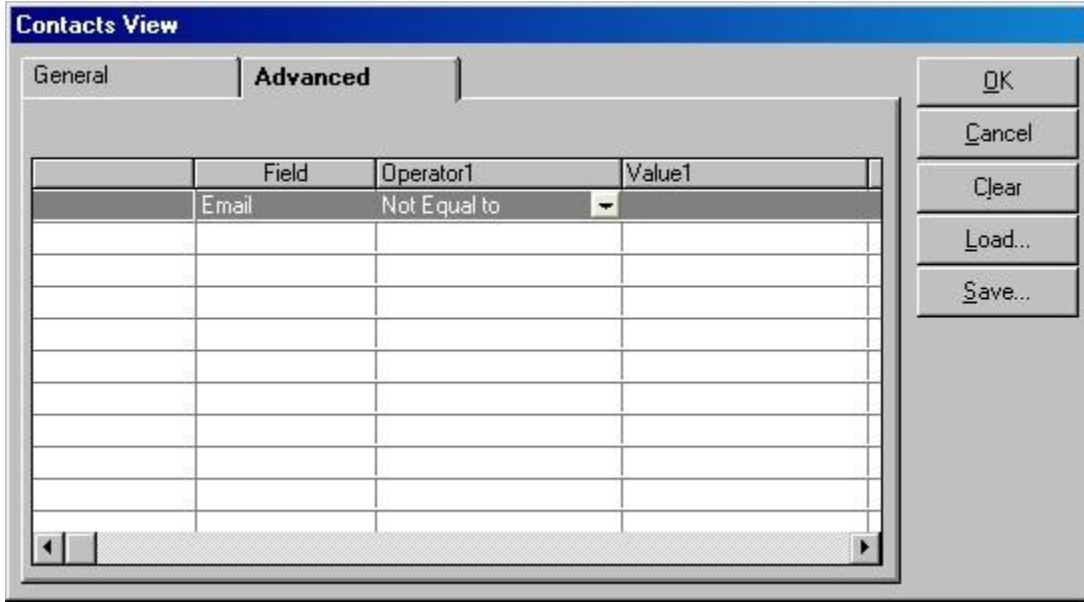 Contacts View
General
Advanced
Field Operator1 Value1
Email Not Equal to
OK
Cancel
Clear
Load...
Save...